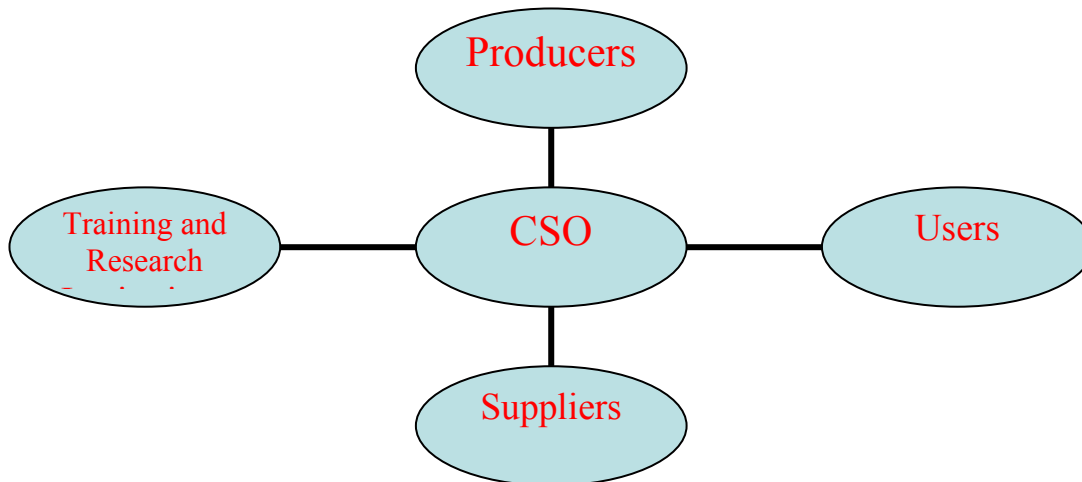 Producers
Training and
Research
CSO
Users
Suppliers